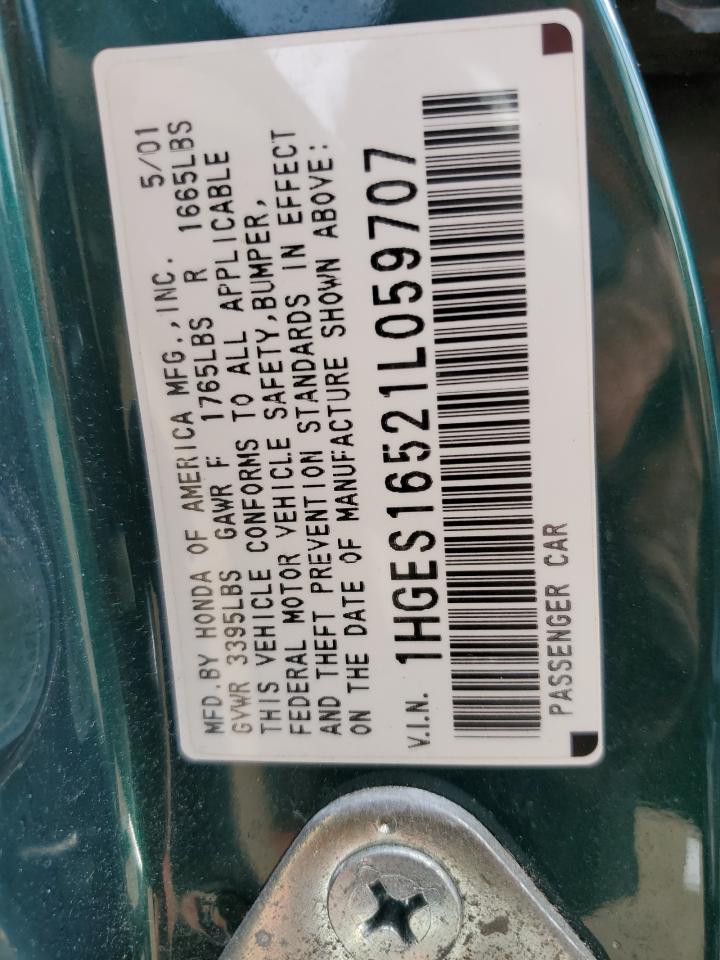 MFD.BY HONDA OF AMERICA MFG.,INC. 5/01
GVWR 3395LBS GAWR F 1765LBS R 1665LBS
THIS VEHICLE CONFORMS TO ALL APPLICABLE
FEDERAL MOTOR VEHICLE SAFETY,BUMPER,
AND THEFT PREVENTION STANDARDS IN EFFECT
ON THE DATE OF MANUFACTURE SHOWN ABOVE:
V.I.N. 1HGES16521L059707
PASSENGER CAR